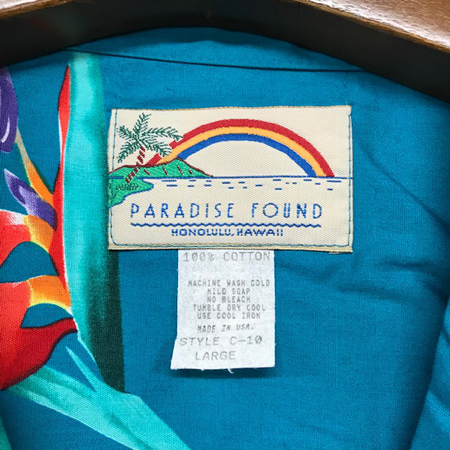 PARADISE FOUND
HONOLULU, HAWAII
100% COTTON
MACHINE WASH COLD
MILD SOAP
NO BLEACH
TUMBLE DRY COOL
USE COOL IRON
MADE IN USA.
STYLE C-10
LARGE